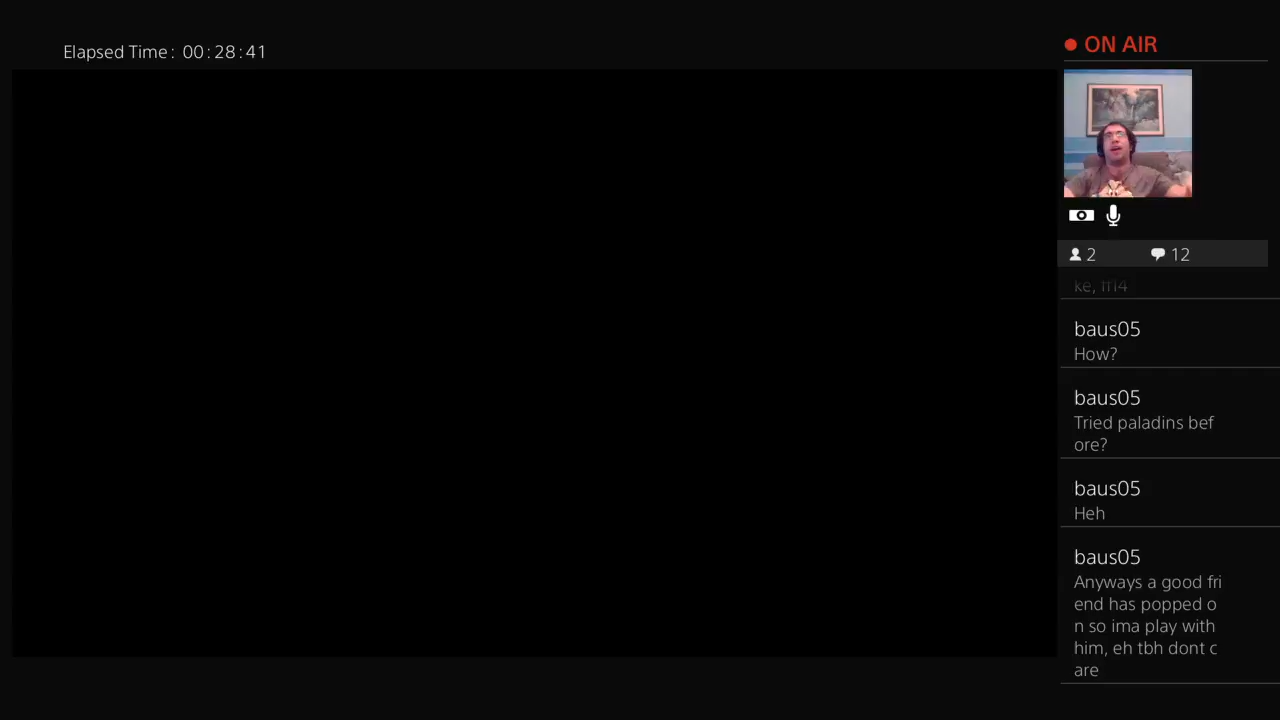 Elapsed Time: 00:28:41
ON AIR
2
12
baus05
How?
baus05
Tried paladins bef
ore?
baus05
Heh
baus05
Anyways a good fri
end has popped o
n so ima play with
him, eh tbh dont c
are